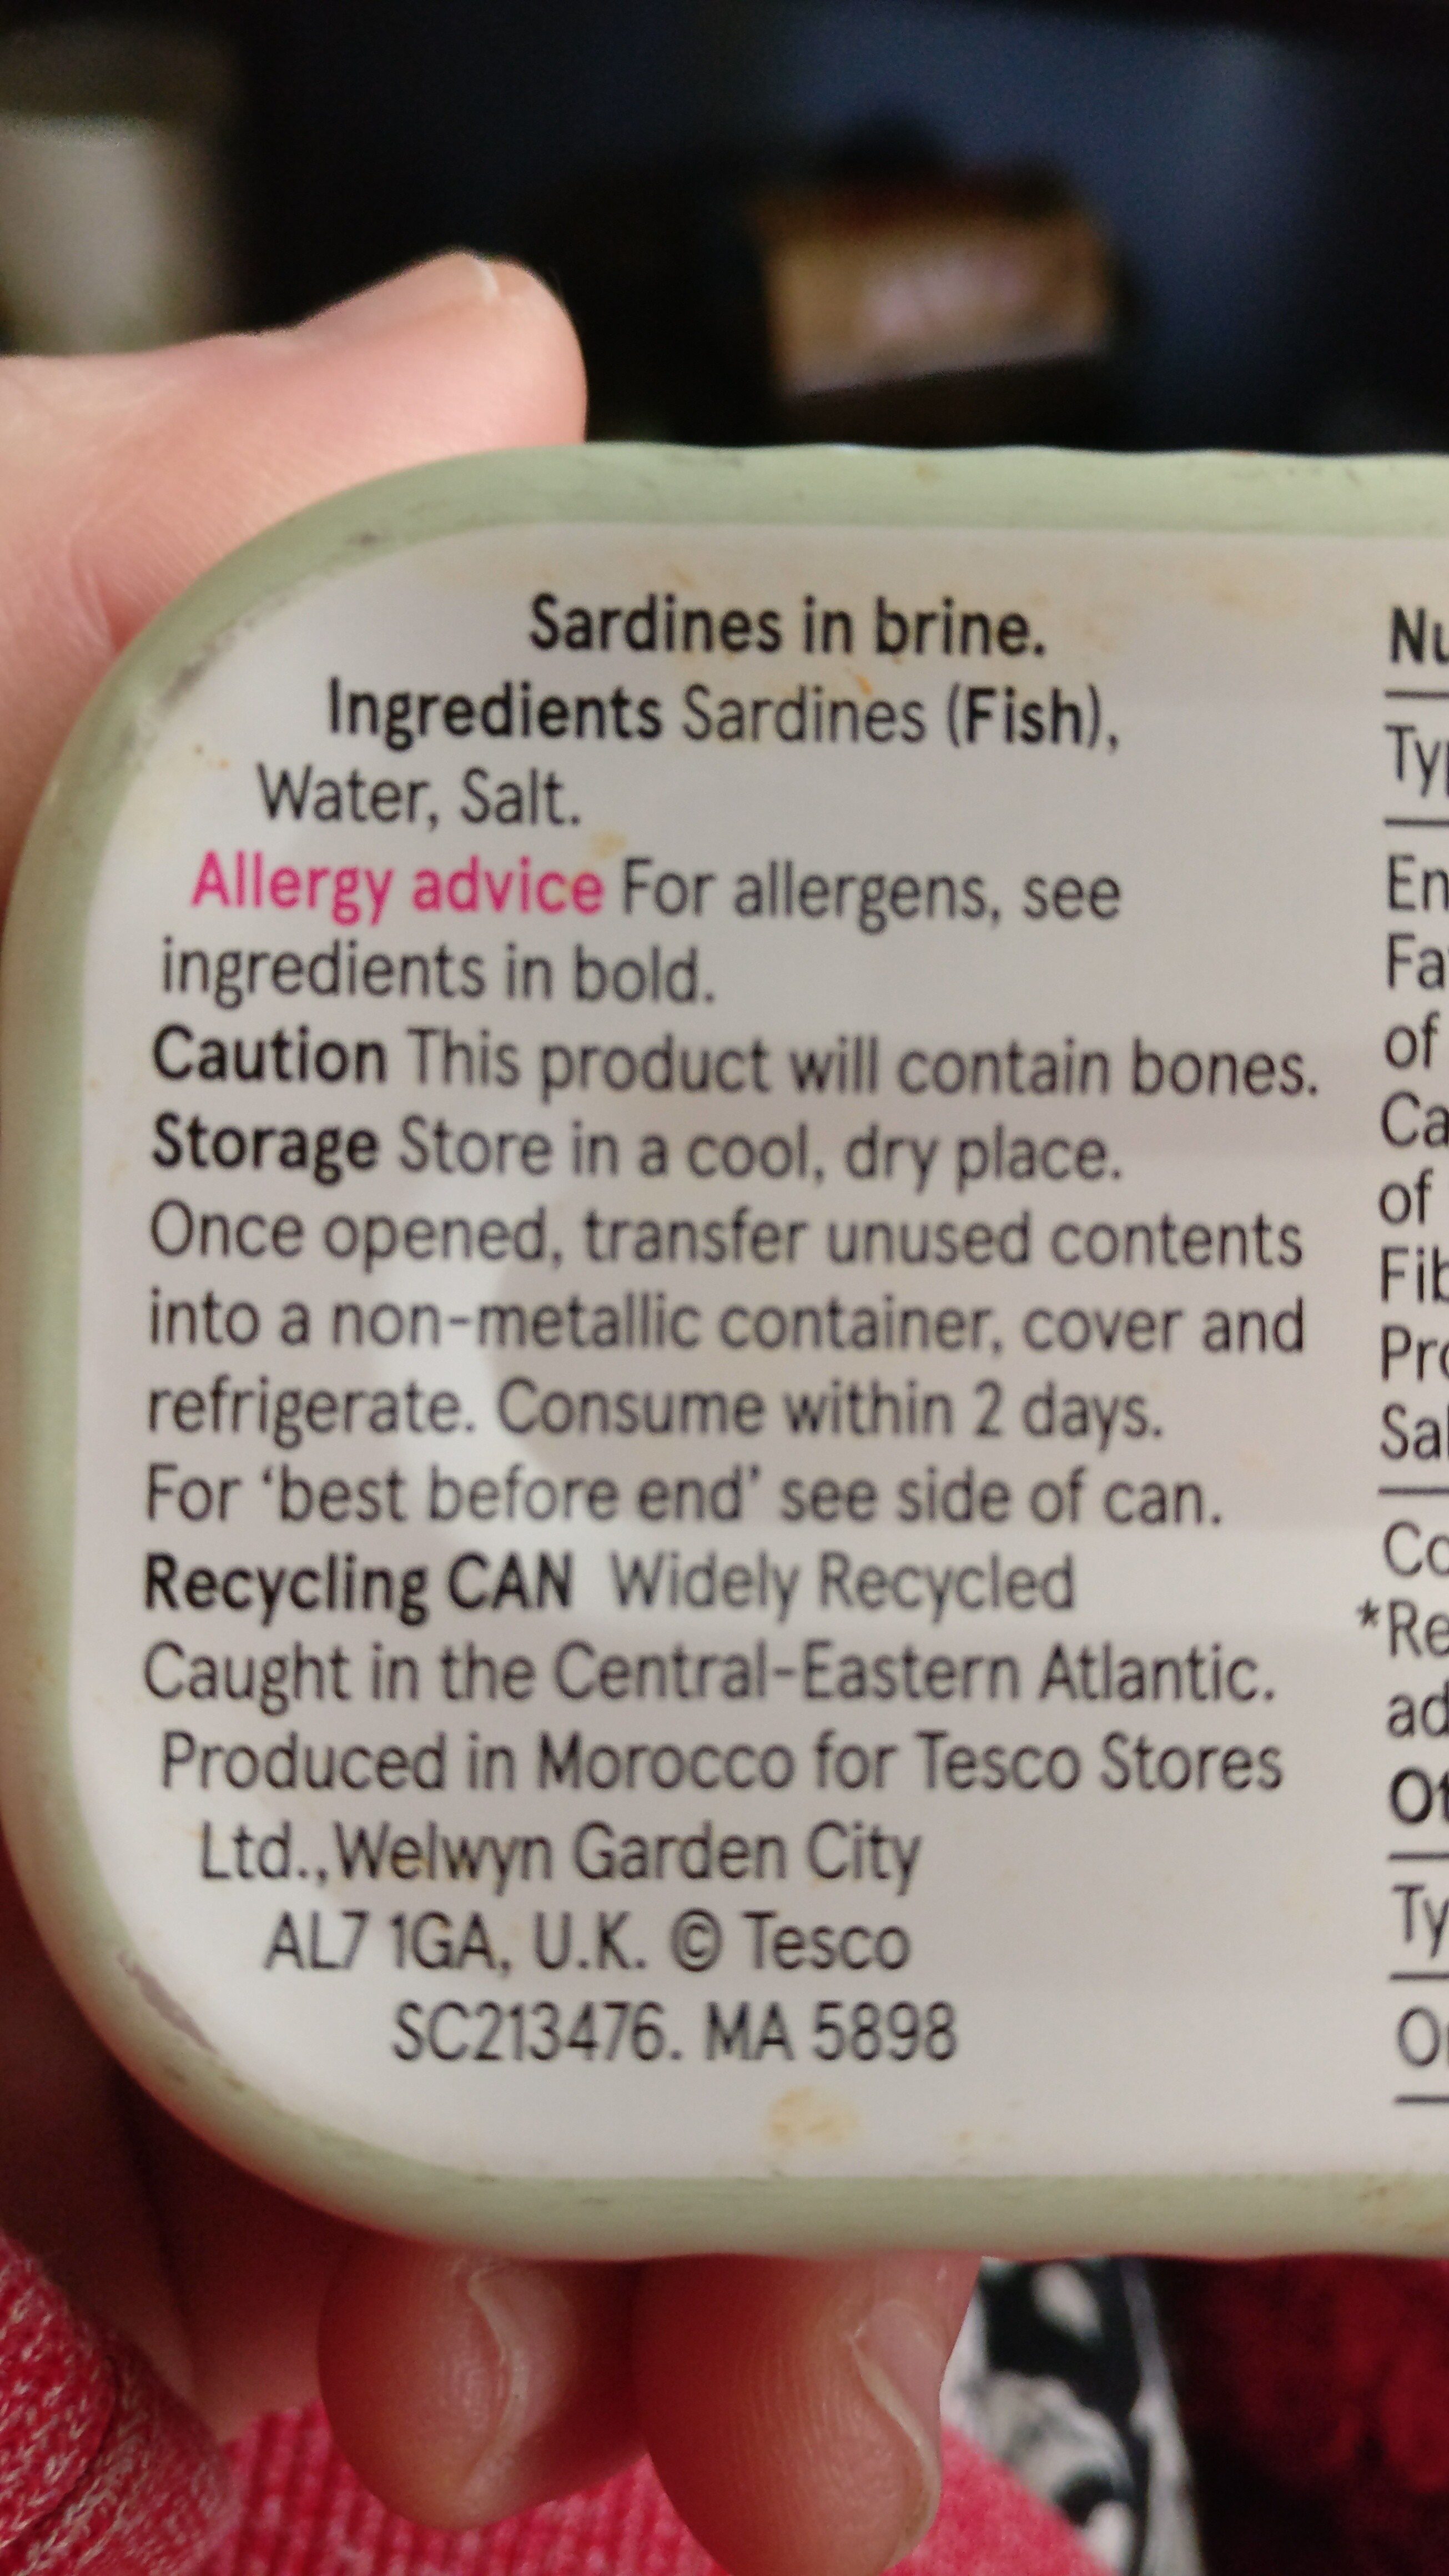 Sardines in brine.
Ingredients Sardines (Fish),
Water, Salt.
Allergy advice For allergens, see
ingredients in bold.
Caution This product will contain bones.
Storage Store in a cool, dry place.
Once opened, transfer unused contents
into a non-metallic container, cover and
refrigerate. Consume within 2 days.
For ‘best before end’ see side of can.
Recycling CAN Widely Recycled
Caught in the Central-Eastern Atlantic.
Produced in Morocco for Tesco Stores
Ltd.,Welwyn Garden City
AL7 1GA, U.K. © Tesco
SC213476. MA 5898
of
of